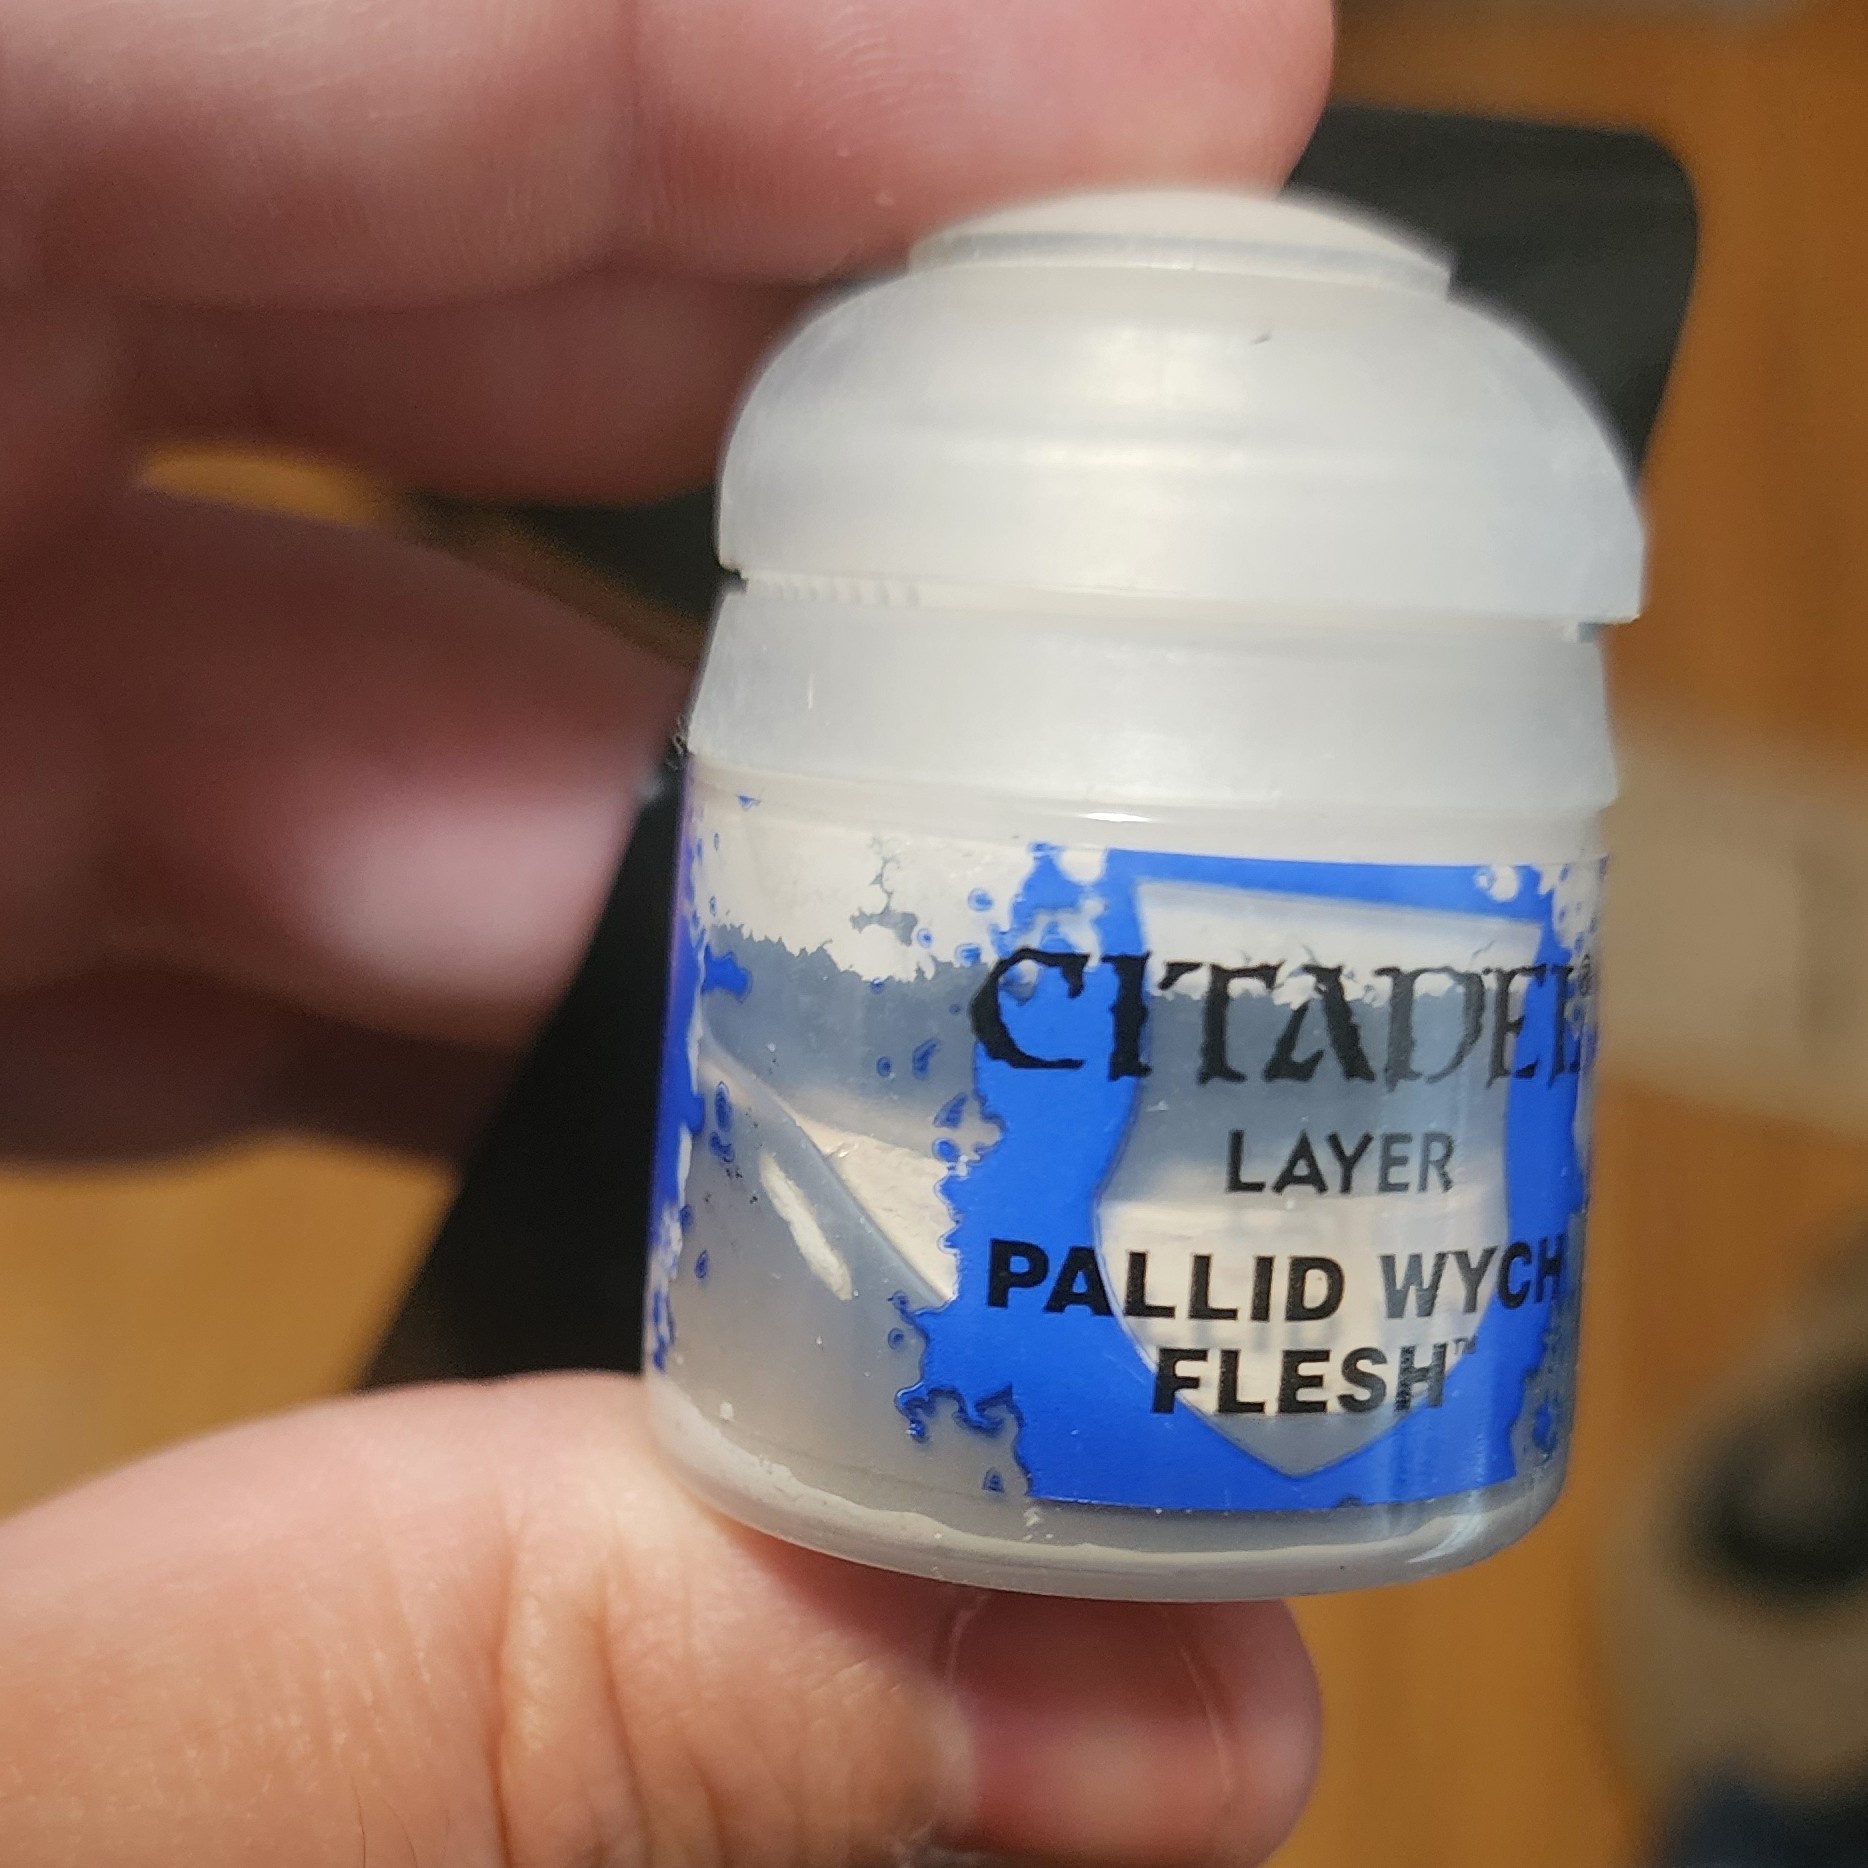 CITADEL®
LAYER
PALLID WYCH
FLESH™